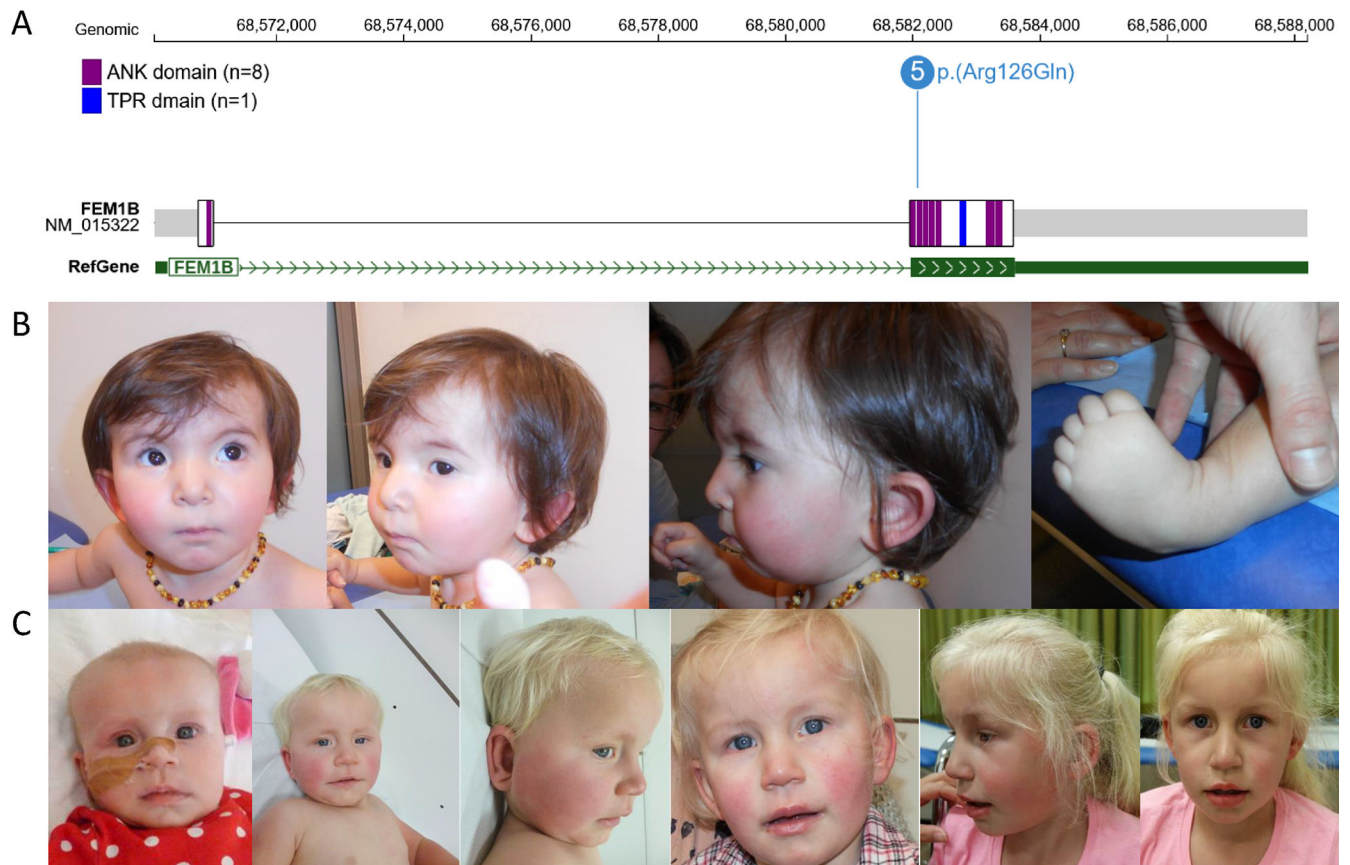 A
Genomic
68,572,000 68,574,000 68,576,000 68,578,000 68,580,000 68,582,000 68,584,000 68,586,000 68,588,000
ANK domain (n=8)
TPR dmain (n=1)
5 p.(Arg126Gln)
FEM1B
NM_015322
RefGene FEM1B
B
C